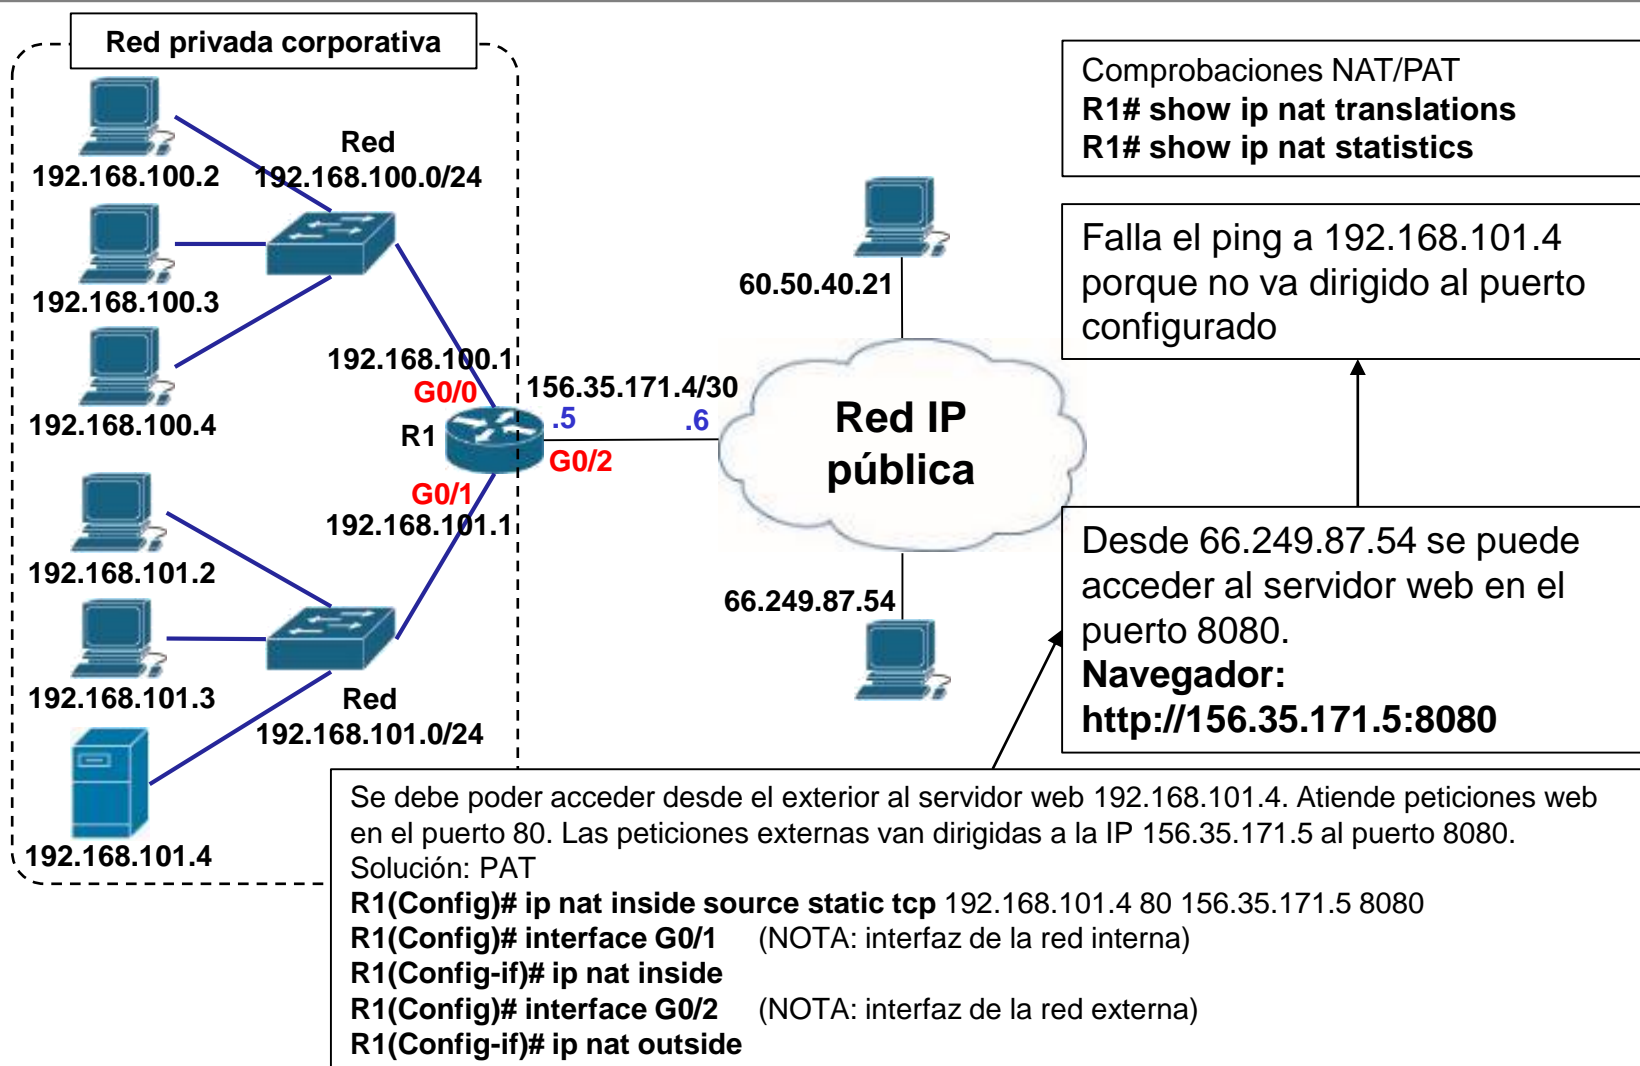 Red privada corporativa
192.168.100.2
Red
192.168.100.0/24
192.168.100.3
192.168.100.4
192.168.100.1
G0/0
R1
156.35.171.4/30
.5
.6
G0/2
G0/1
192.168.101.1
192.168.101.2
192.168.101.3
Red
192.168.101.0/24
192.168.101.4
60.50.40.21
Red IP
pública
66.249.87.54
Comprobaciones NAT/PAT
R1# show ip nat translations
R1# show ip nat statistics
Falla el ping a 192.168.101.4
porque no va dirigido al puerto
configurado
Desde 66.249.87.54 se puede
acceder al servidor web en el
puerto 8080.
Navegador:
http://156.35.171.5:8080
Se debe poder acceder desde el exterior al servidor web 192.168.101.4. Atiende peticiones web
en el puerto 80. Las peticiones externas van dirigidas a la IP 156.35.171.5 al puerto 8080.
Solución: PAT
R1(Config)# ip nat inside source static tcp 192.168.101.4 80 156.35.171.5 8080
R1(Config)# interface G0/1 (NOTA: interfaz de la red interna)
R1(Config-if)# ip nat inside
R1(Config)# interface G0/2 (NOTA: interfaz de la red externa)
R1(Config-if)# ip nat outside